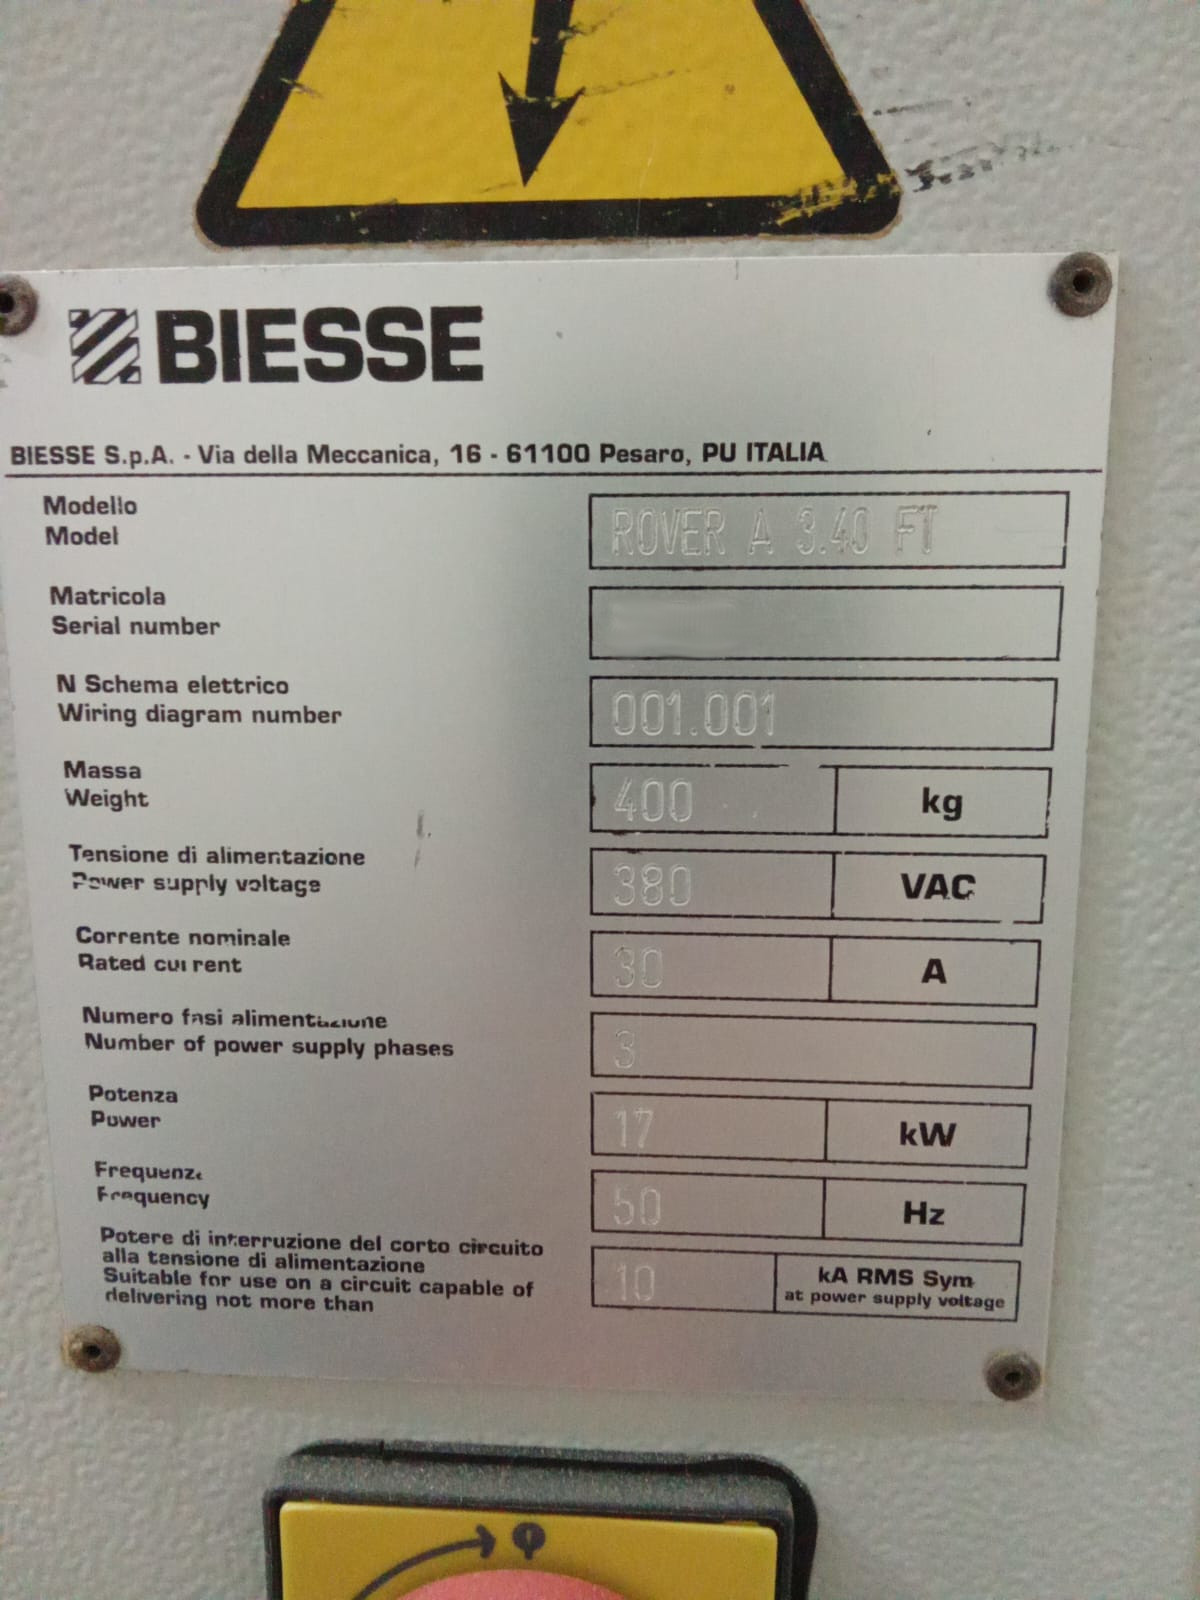 BIESSE
BIESSE S.p.A. - Via della Meccanica, 16 - 61100 Pesaro, PU ITALIA
Modello
Model
ROVER A 3.40 FT
Matricola
Serial number
N Schema elettrico
Wiring diagram number
001.001
Massa
Weight
400 kg
Tensione di alimentazione
Power supply voltage
380 VAC
Corrente nominale
Rated current
30 A
Numero fasi alimentazione
Number of power supply phases
3
Potenza
Power
17 kW
Frequenza
Frequency
50 Hz
Potere di interruzione del corto circuito
alla tensione di alimentazione
Suitable for use on a circuit capable of
delivering not more than
10 kA RMS Sym
at power supply voltage